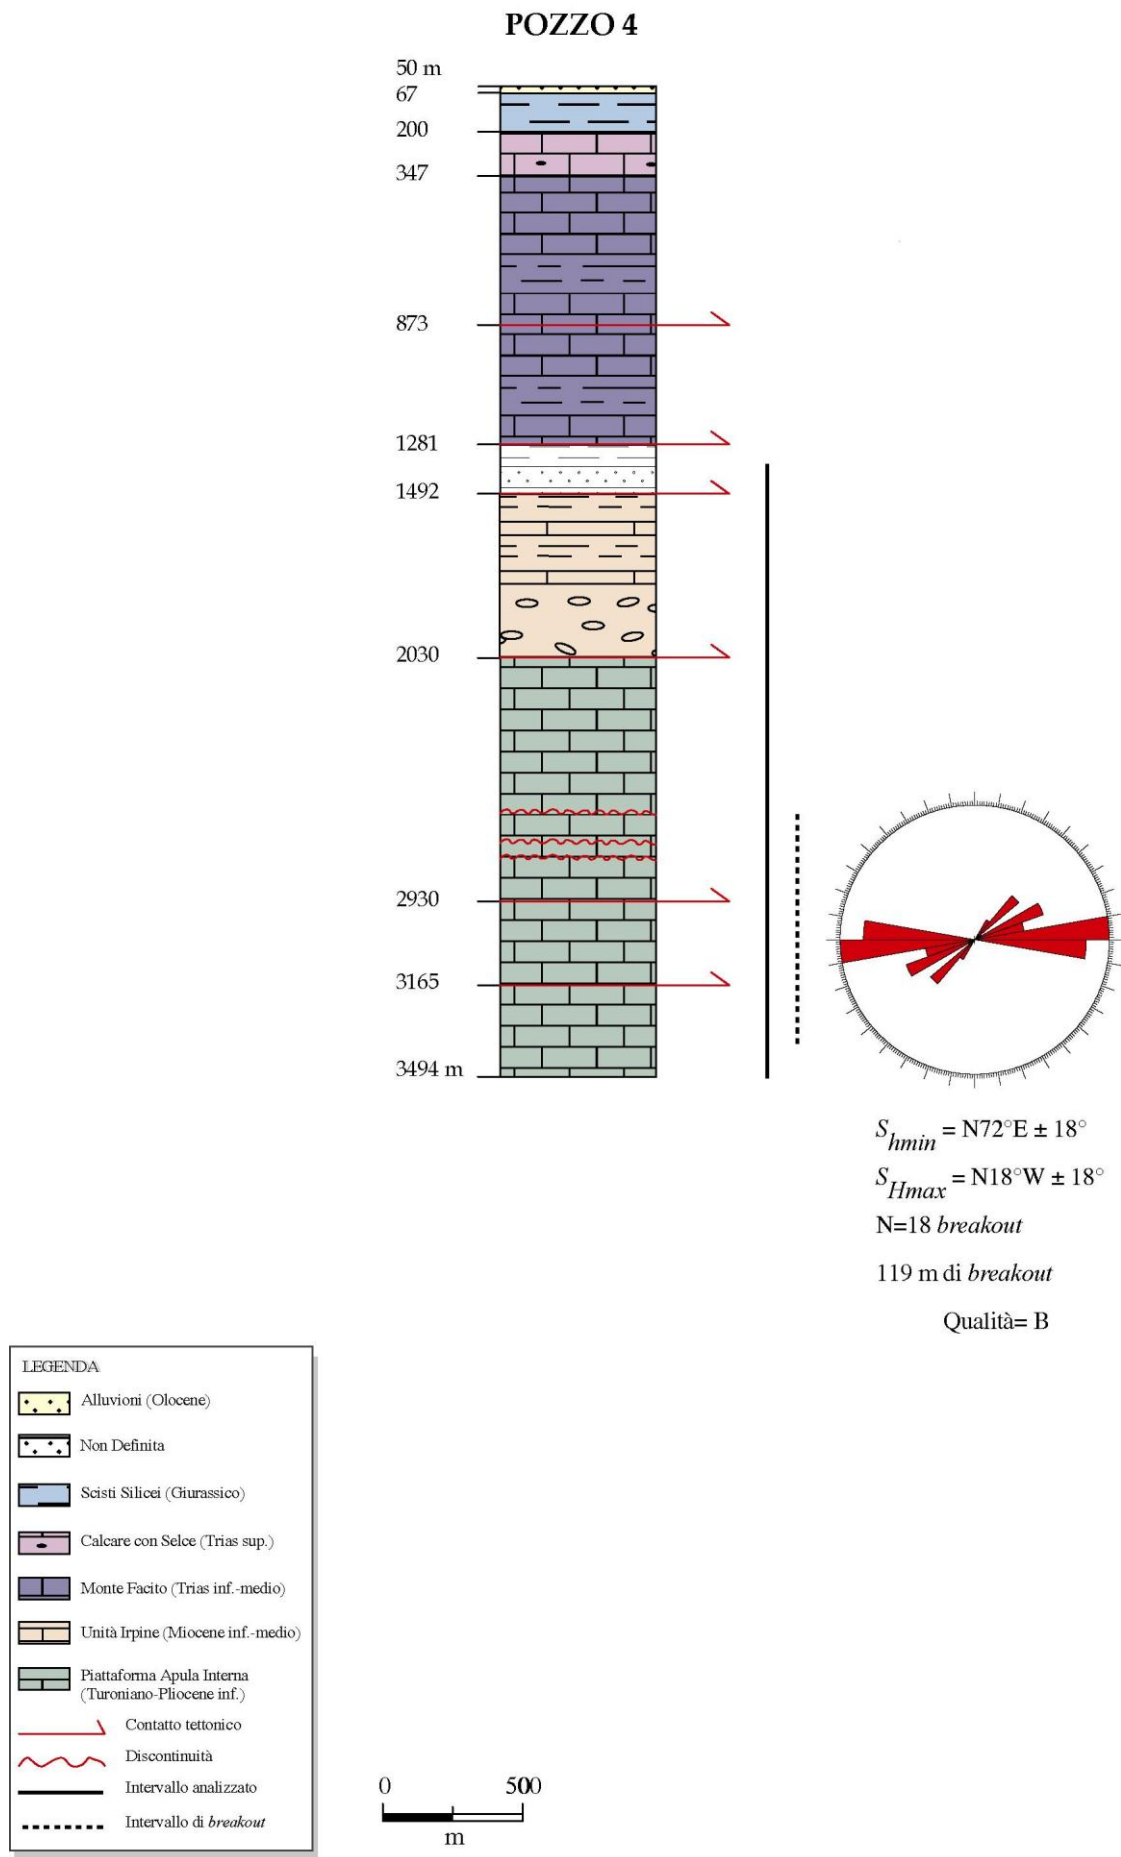 POZZO 4
50 m
67
200
347
873
1281
1492
2030
2930
3165
3494 m
Shmin = N72°E ± 18°
SHmax = N18°W ± 18°
N=18 breakout
119 m di breakout
Qualità= B
LEGENDA
Alluvioni (Olocene)
Non Definita
Scisti Silicei (Giurassico)
Calcare con Selce (Trias sup.)
Monte Facito (Trias inf.-medio)
Unità Irpine (Miocene inf.-medio)
Piattaforma Apula Interna
(Turoniano-Pliocene inf.)
Contatto tettonico
Discontinuità
Intervallo analizzato
Intervallo di breakout
0 500
m